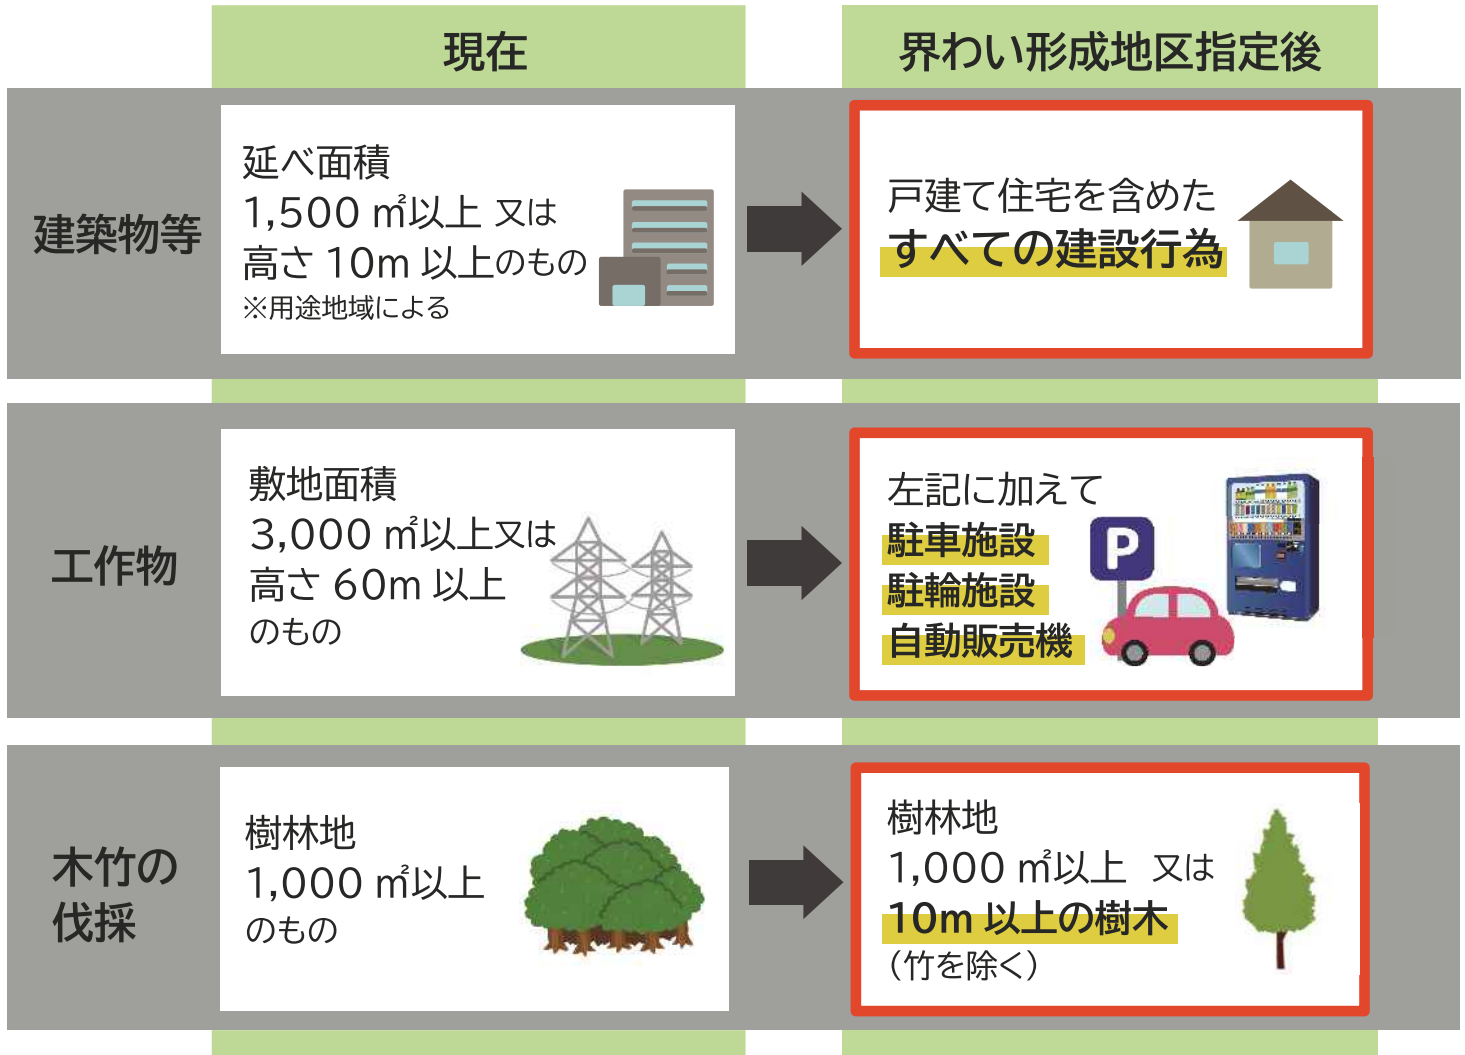 現在
界わい形成地区指定後
建築物等
延べ面積
1,500 ㎡以上 又は
高さ 10m 以上のもの
※用途地域による
戸建て住宅を含めた
すべての建設行為
工作物
敷地面積
3,000 ㎡以上又は
高さ 60m 以上
のもの
左記に加えて
駐車施設
駐輪施設
自動販売機
P
木竹の
伐採
樹林地
1,000 ㎡以上
のもの
樹林地
1,000 ㎡以上 又は
10m 以上の樹木
（竹を除く）